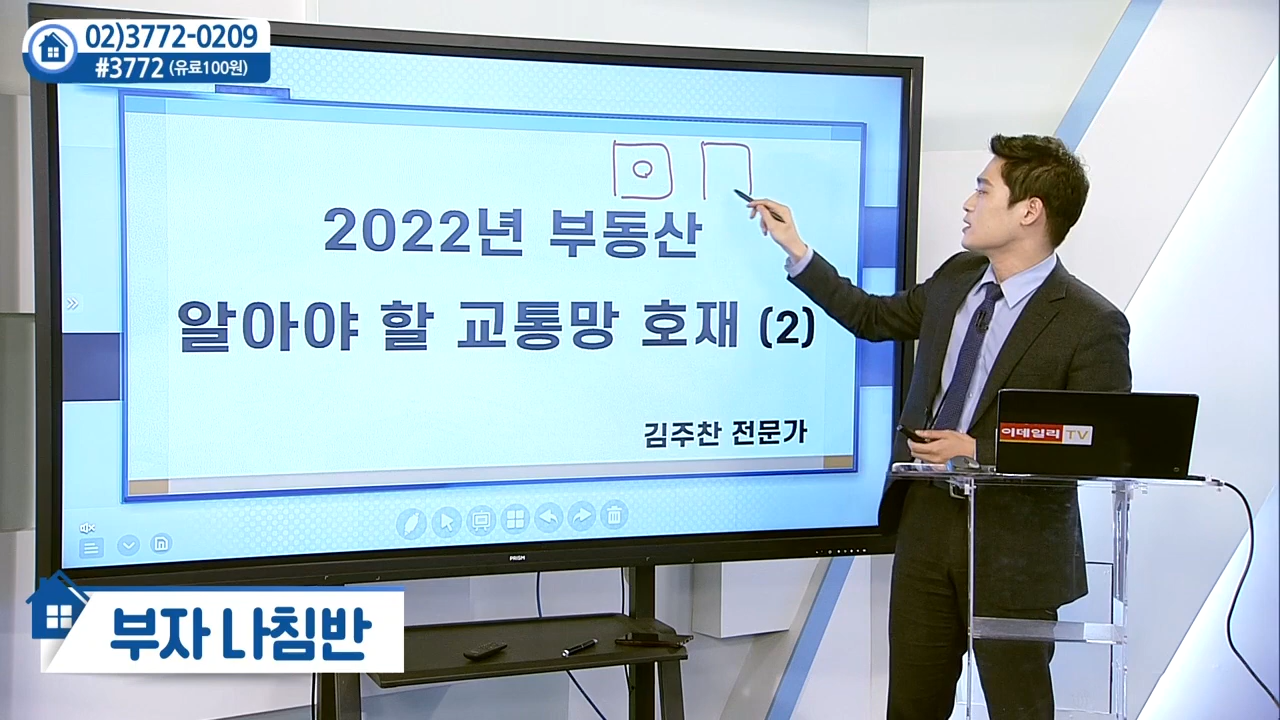 02)3772-0209
#3772 (유료100원)
2022년 부동산
알아야 할 교통망 호재 (2)
김주찬 전문가
이데일리 TV
PRISM
부자 나침반